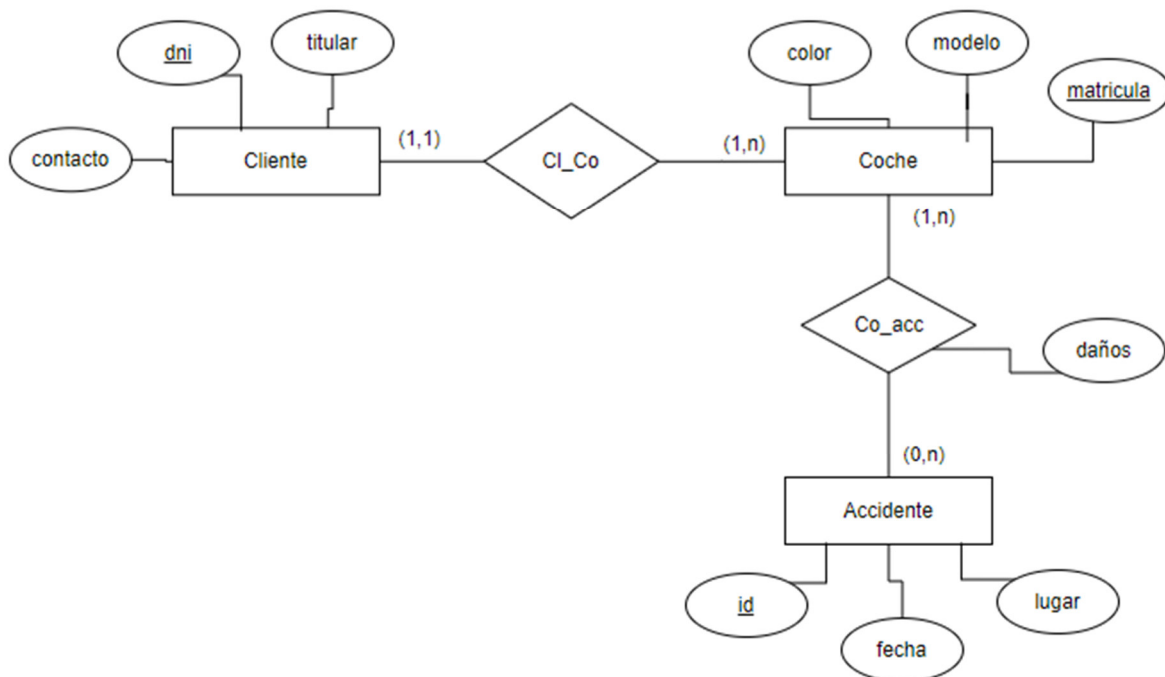 dni
titular
contacto
Cliente
(1,1)
Cl_Co
(1,n)
color
modelo
matricula
Coche
(1,n)
Co_acc
daños
(0,n)
Accidente
id
fecha
lugar